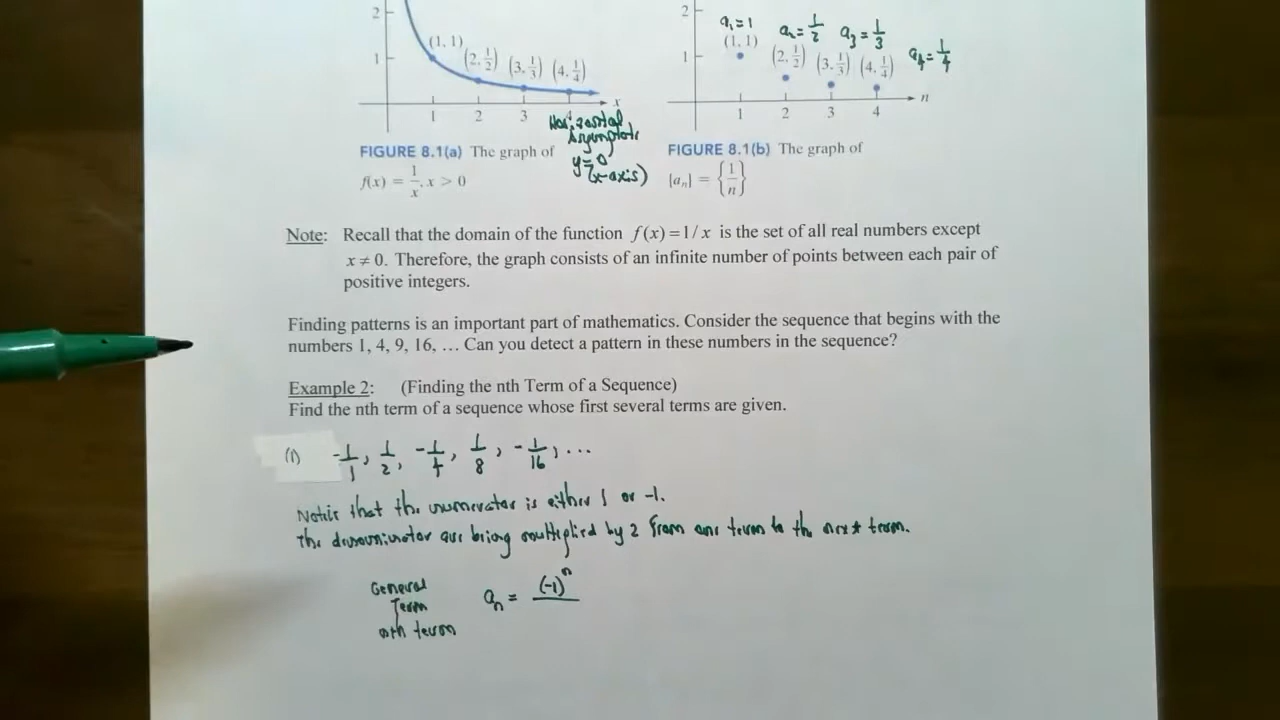 2
1
(1, 1)
(2, 1/2) (3, 1/3) (4, 1/4)
1 2 3 4 x
Horizontal
Asymptote
y=0
(x-axis)
FIGURE 8.1(a) The graph of
f(x) = 1/x, x > 0
2
1
a₁=1 a₂=1/2 a₃=1/3 a₄=1/4
(1, 1) (2, 1/2) (3, 1/3) (4, 1/4)
1 2 3 4 n
FIGURE 8.1(b) The graph of
{aₙ} = {1/n}
Note: Recall that the domain of the function f(x)=1/x is the set of all real numbers except
x ≠ 0. Therefore, the graph consists of an infinite number of points between each pair of
positive integers.
Finding patterns is an important part of mathematics. Consider the sequence that begins with the
numbers 1, 4, 9, 16, … Can you detect a pattern in these numbers in the sequence?
Example 2: (Finding the nth Term of a Sequence)
Find the nth term of a sequence whose first several terms are given.
(1) -1/1, 1/2, -1/4, 1/8, -1/16, ...
Notice that the numerator is either 1 or -1.
The denominator are being multiplied by 2 from one term to the next term.
General
Term
nth term
aₙ = (-1)ⁿ